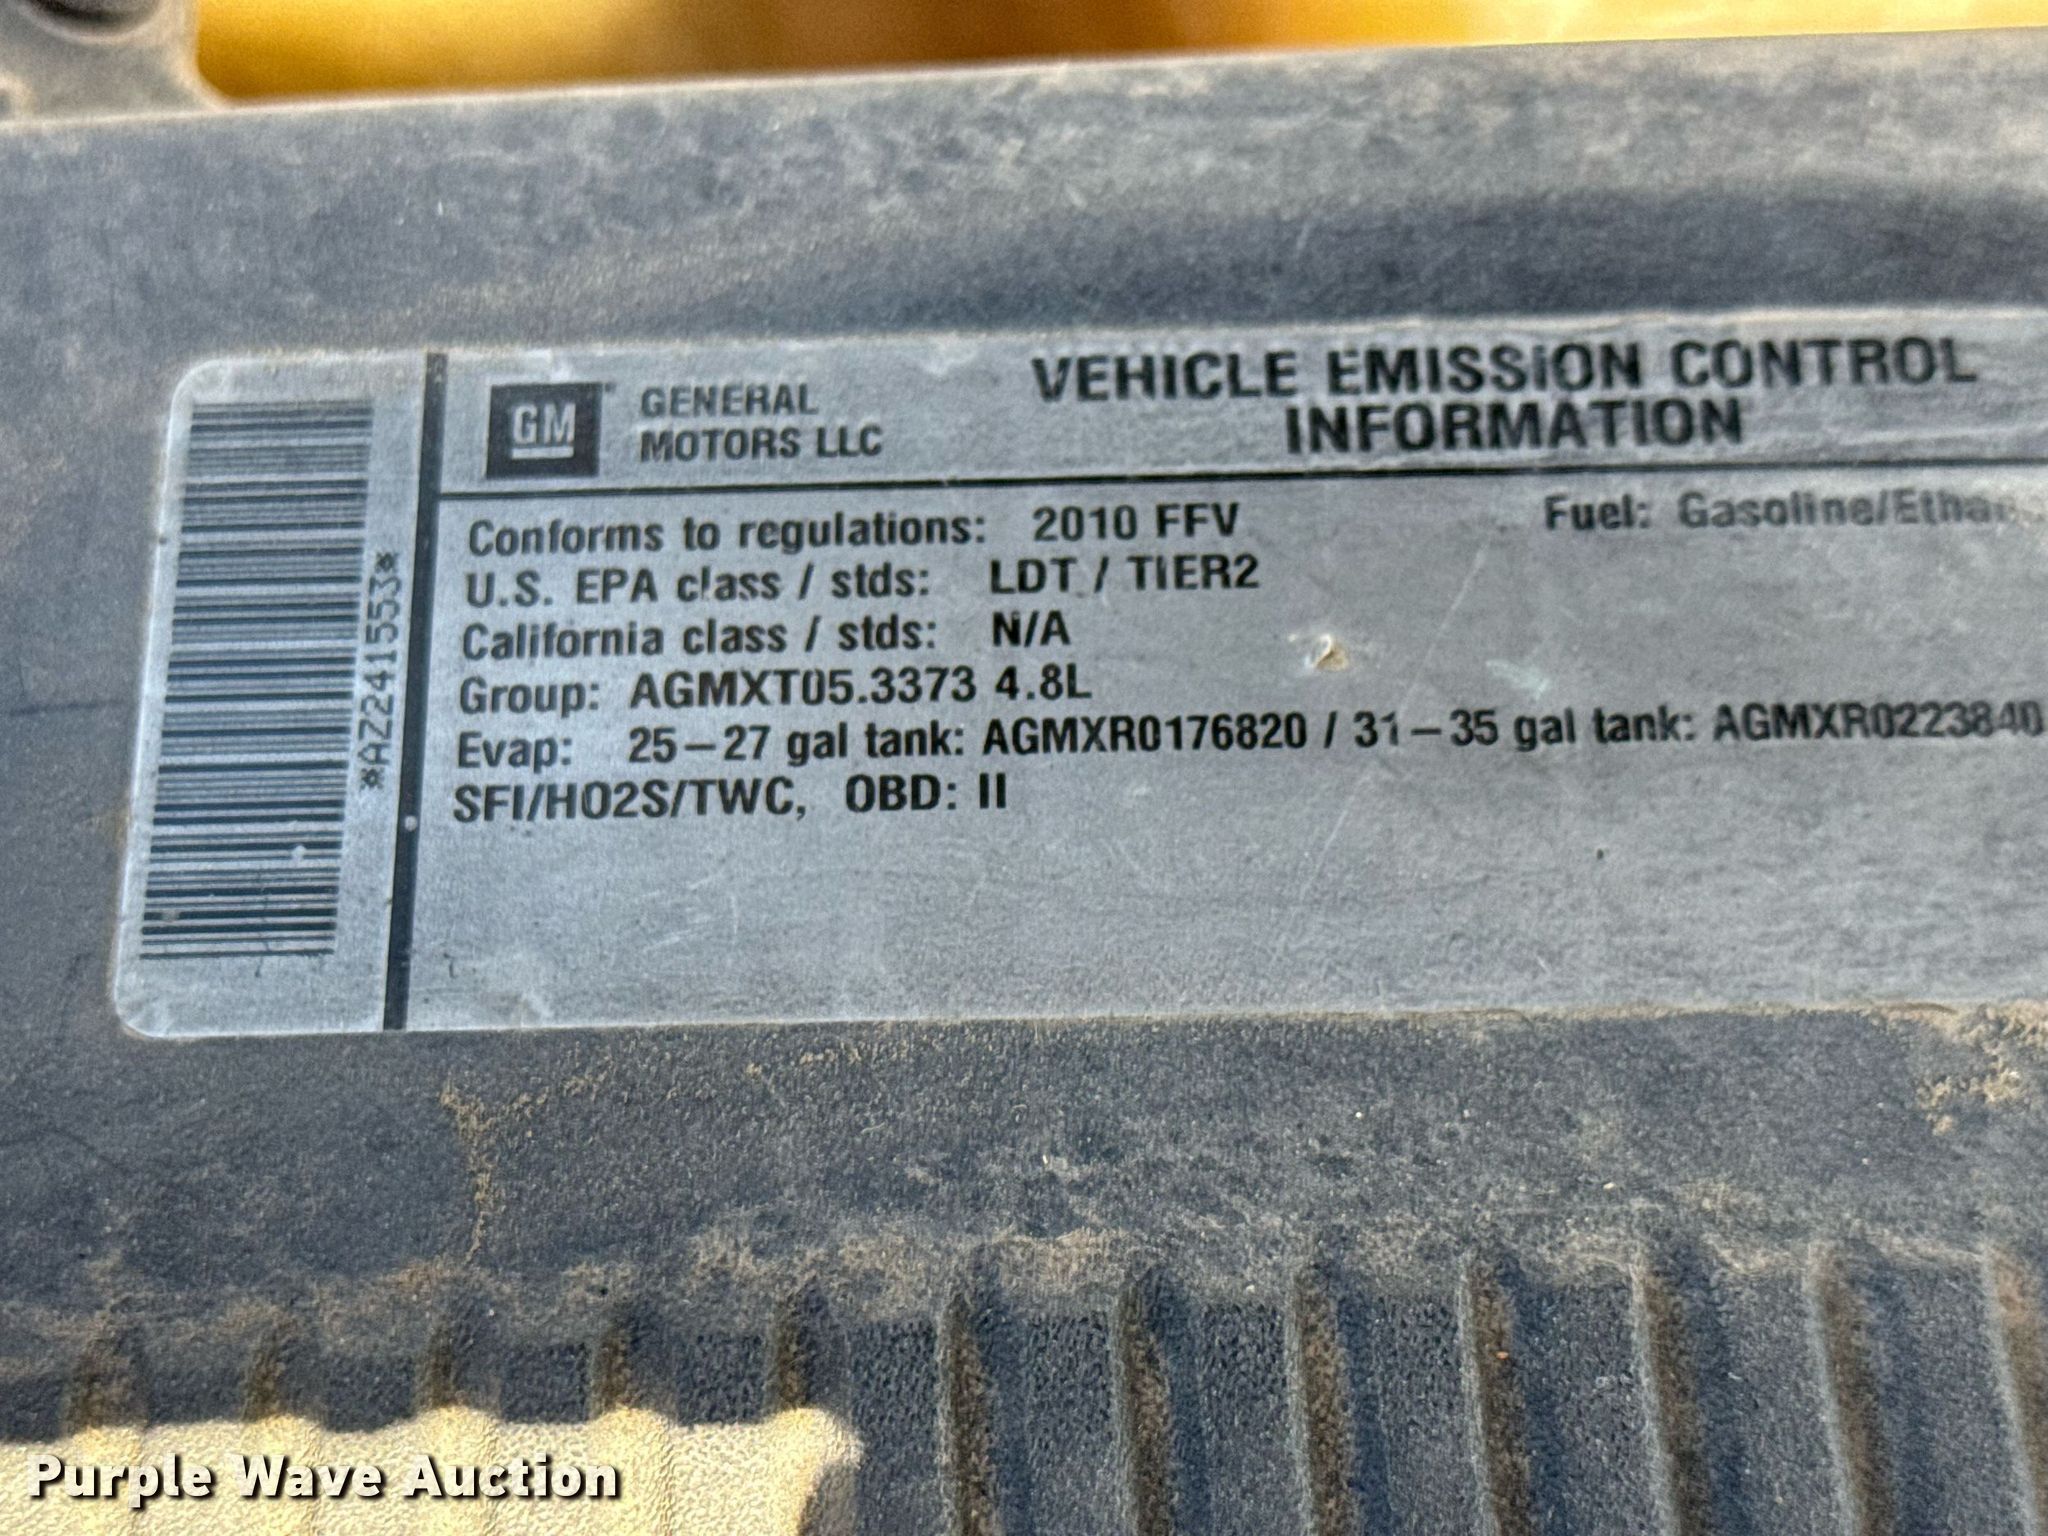 *AZ241553*
GM
GENERAL
MOTORS LLC
VEHICLE EMISSION CONTROL
INFORMATION
Conforms to regulations: 2010 FFV
Fuel: Gasoline/
U.S. EPA class / stds: LDT / TIER2
California class / stds: N/A
Group: AGMXT05.3373 4.8L
Evap: 25–27 gal tank: AGMXR0176820 / 31–35 gal tank: AGMXR0223840
SFI/HO2S/TWC, OBD: II
Purple Wave Auction